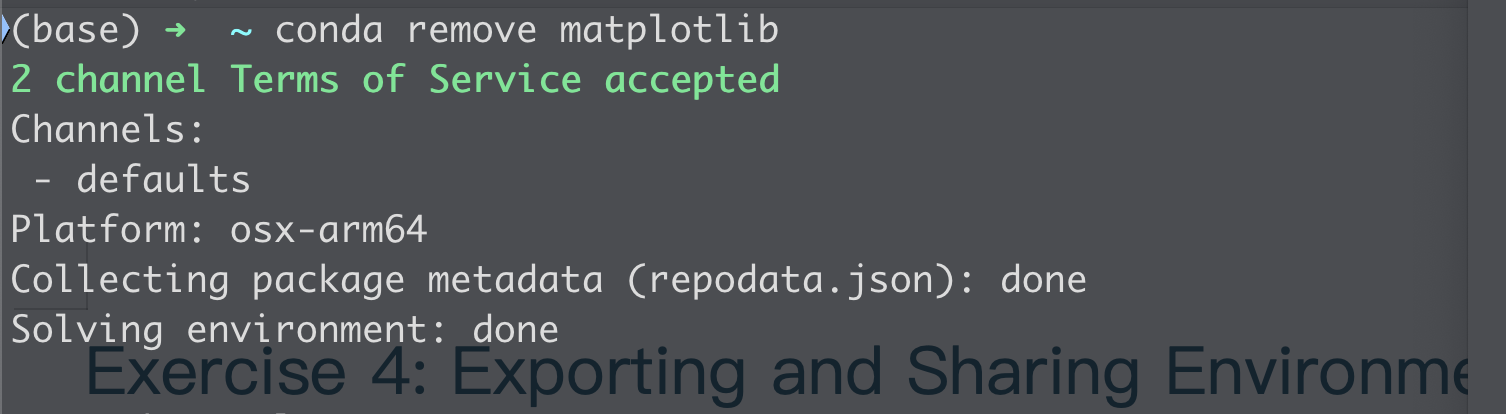 (base) ➜ ~ conda remove matplotlib
2 channel Terms of Service accepted
Channels:
- defaults
Platform: osx-arm64
Collecting package metadata (repodata.json): done
Solving environment: done
Exercise 4: Exporting and Sharing